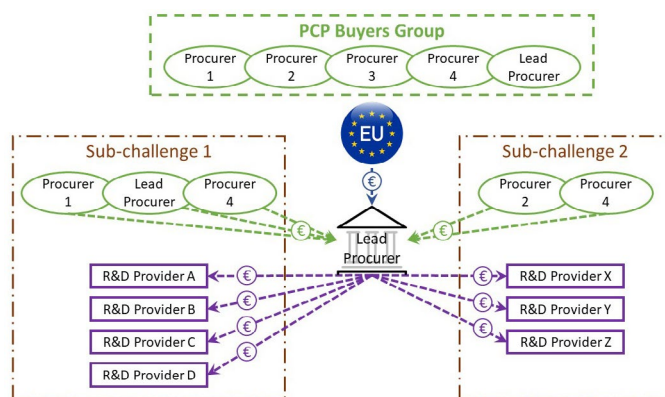 PCP Buyers Group
Procurer
1
Procurer
2
Procurer
3
Procurer
4
Lead
Procurer
EU
Sub-challenge 1
Sub-challenge 2
€
Procurer
1
Lead
Procurer
Procurer
4
Procurer
2
Procurer
4
€
€
Lead
Procurer
R&D Provider A
€
€
R&D Provider X
R&D Provider B
€
€
R&D Provider Y
R&D Provider C
€
€
R&D Provider Z
R&D Provider D
€